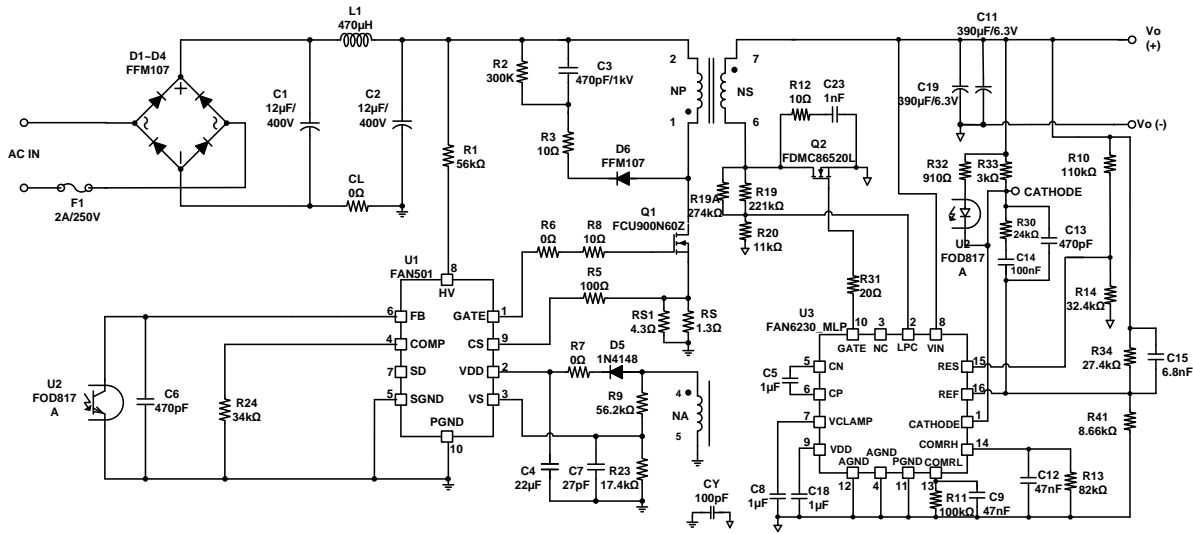 L1
470µH
D1~D4
FFM107
C1
12µF/
400V
C2
12µF/
400V
AC IN
F1
2A/250V
CL
0Ω
R1
56kΩ
R2
300K
C3
470pF/1kV
R3
10Ω
D6
FFM107
2
NP
1
7
NS
6
R12
10Ω
C23
1nF
Q2
FDMC86520L
C19
390µF/6.3V
C11
390µF/6.3V
Vo
(+)
Vo (-)
R19A
274kΩ
R19
221kΩ
R20
11kΩ
R31
20Ω
R32
910Ω
R33
3kΩ
CATHODE
R30
24kΩ
C13
470pF
C14
100nF
U2
FOD817
A
R10
110kΩ
R14
32.4kΩ
R34
27.4kΩ
C15
6.8nF
R41
8.66kΩ
Q1
FCU900N60Z
R6
0Ω
R8
10Ω
R5
100Ω
RS1
4.3Ω
RS
1.3Ω
U1
FAN501
8
HV
6
FB
4
COMP
7
SD
5
SGND
GATE
1
CS
9
VDD
2
VS
3
PGND
10
U2
FOD817
A
C6
470pF
R24
34kΩ
R7
0Ω
D5
1N4148
R9
56.2kΩ
4
NA
5
C4
22µF
C7
27pF
R23
17.4kΩ
CY
100pF
U3
FAN6230_MLP
10
GATE
3
NC
2
LPC
8
VIN
5
CN
6
CP
7
VCLAMP
9
VDD
15
RES
16
REF
1
CATHODE
14
COMRH
AGND
12
AGND
4
PGND
11
COMRL
13
C5
1µF
C8
1µF
C18
1µF
R11
100kΩ
C9
47nF
C12
47nF
R13
82kΩ